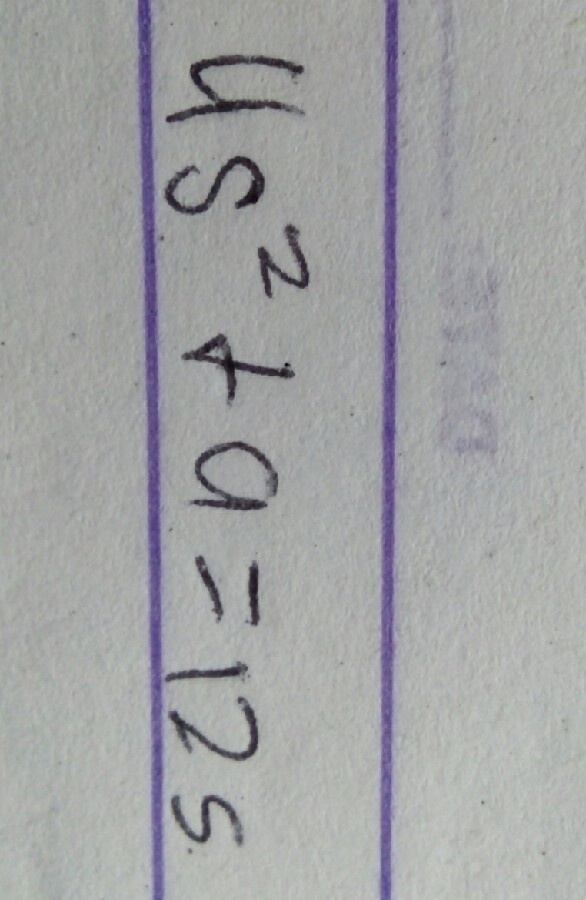 4s² + 9 = 12s